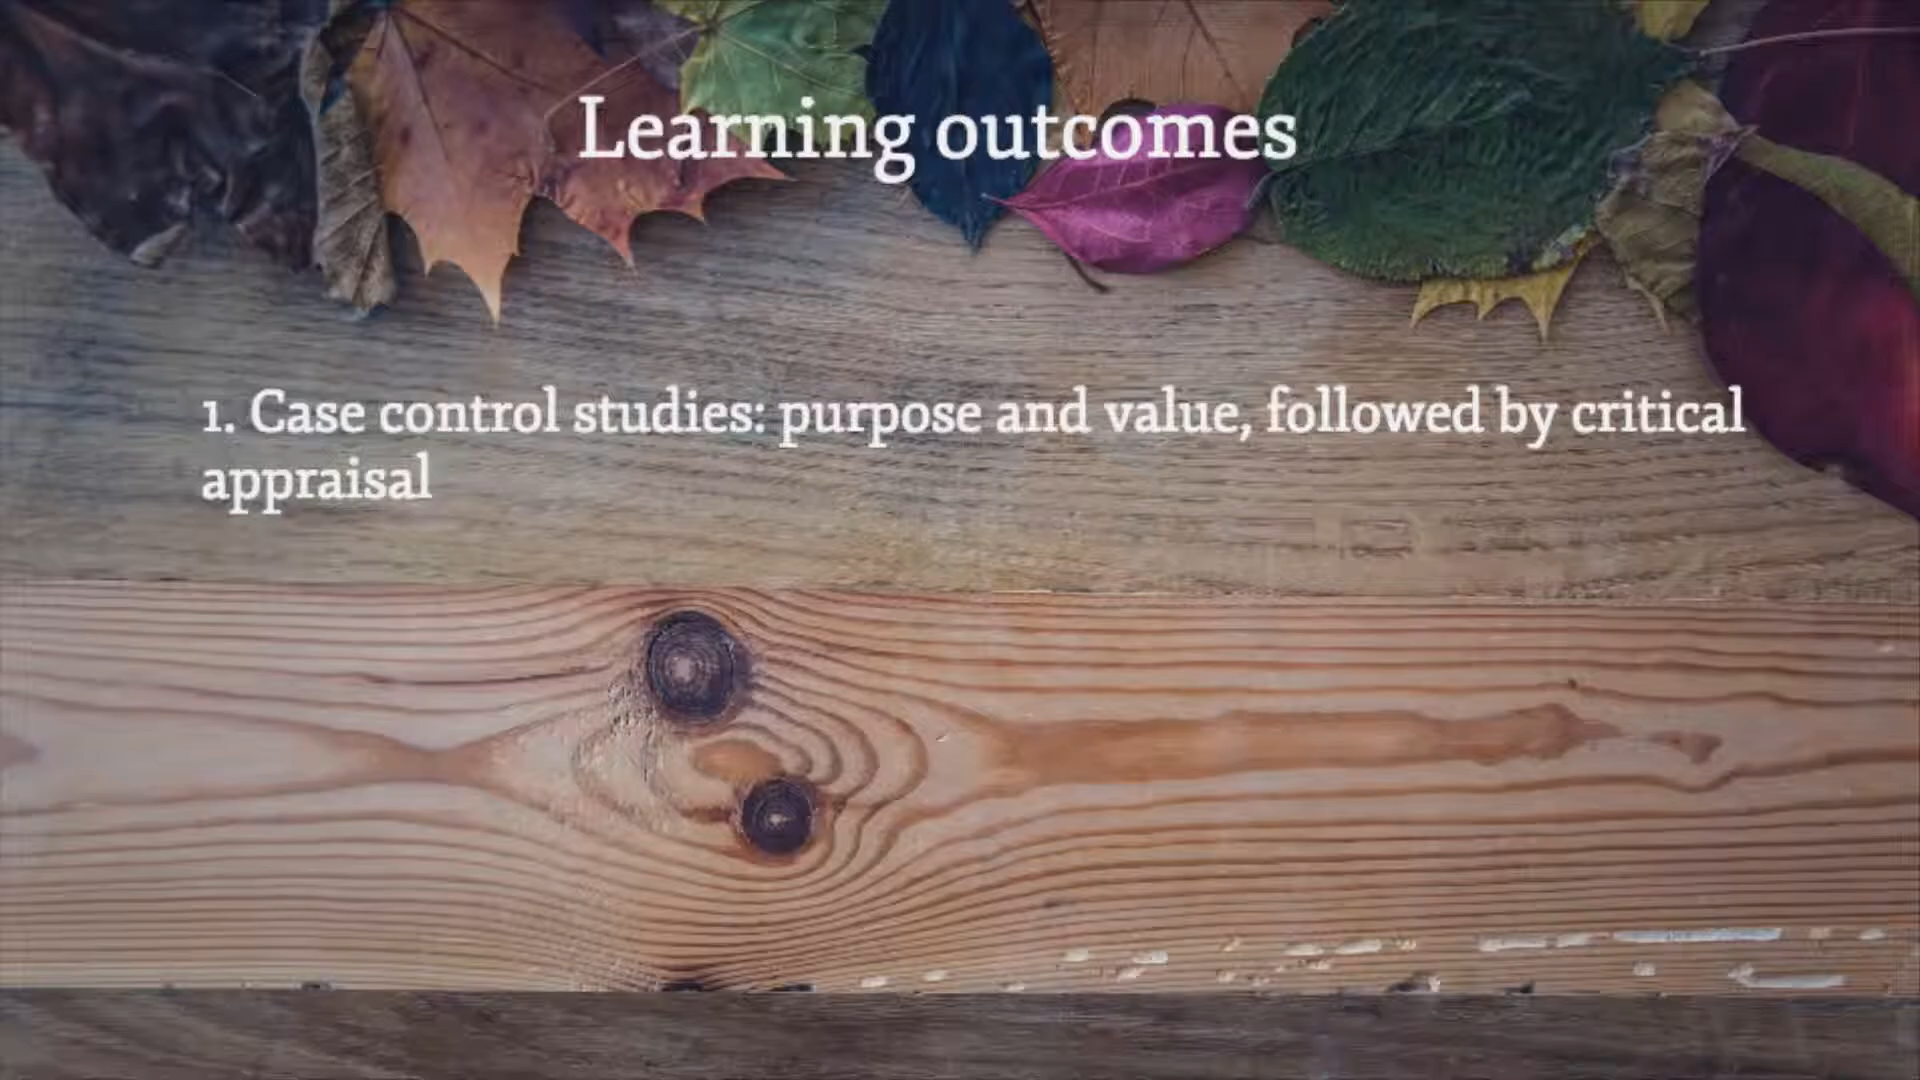 Learning outcomes
1. Case control studies: purpose and value, followed by critical
appraisal